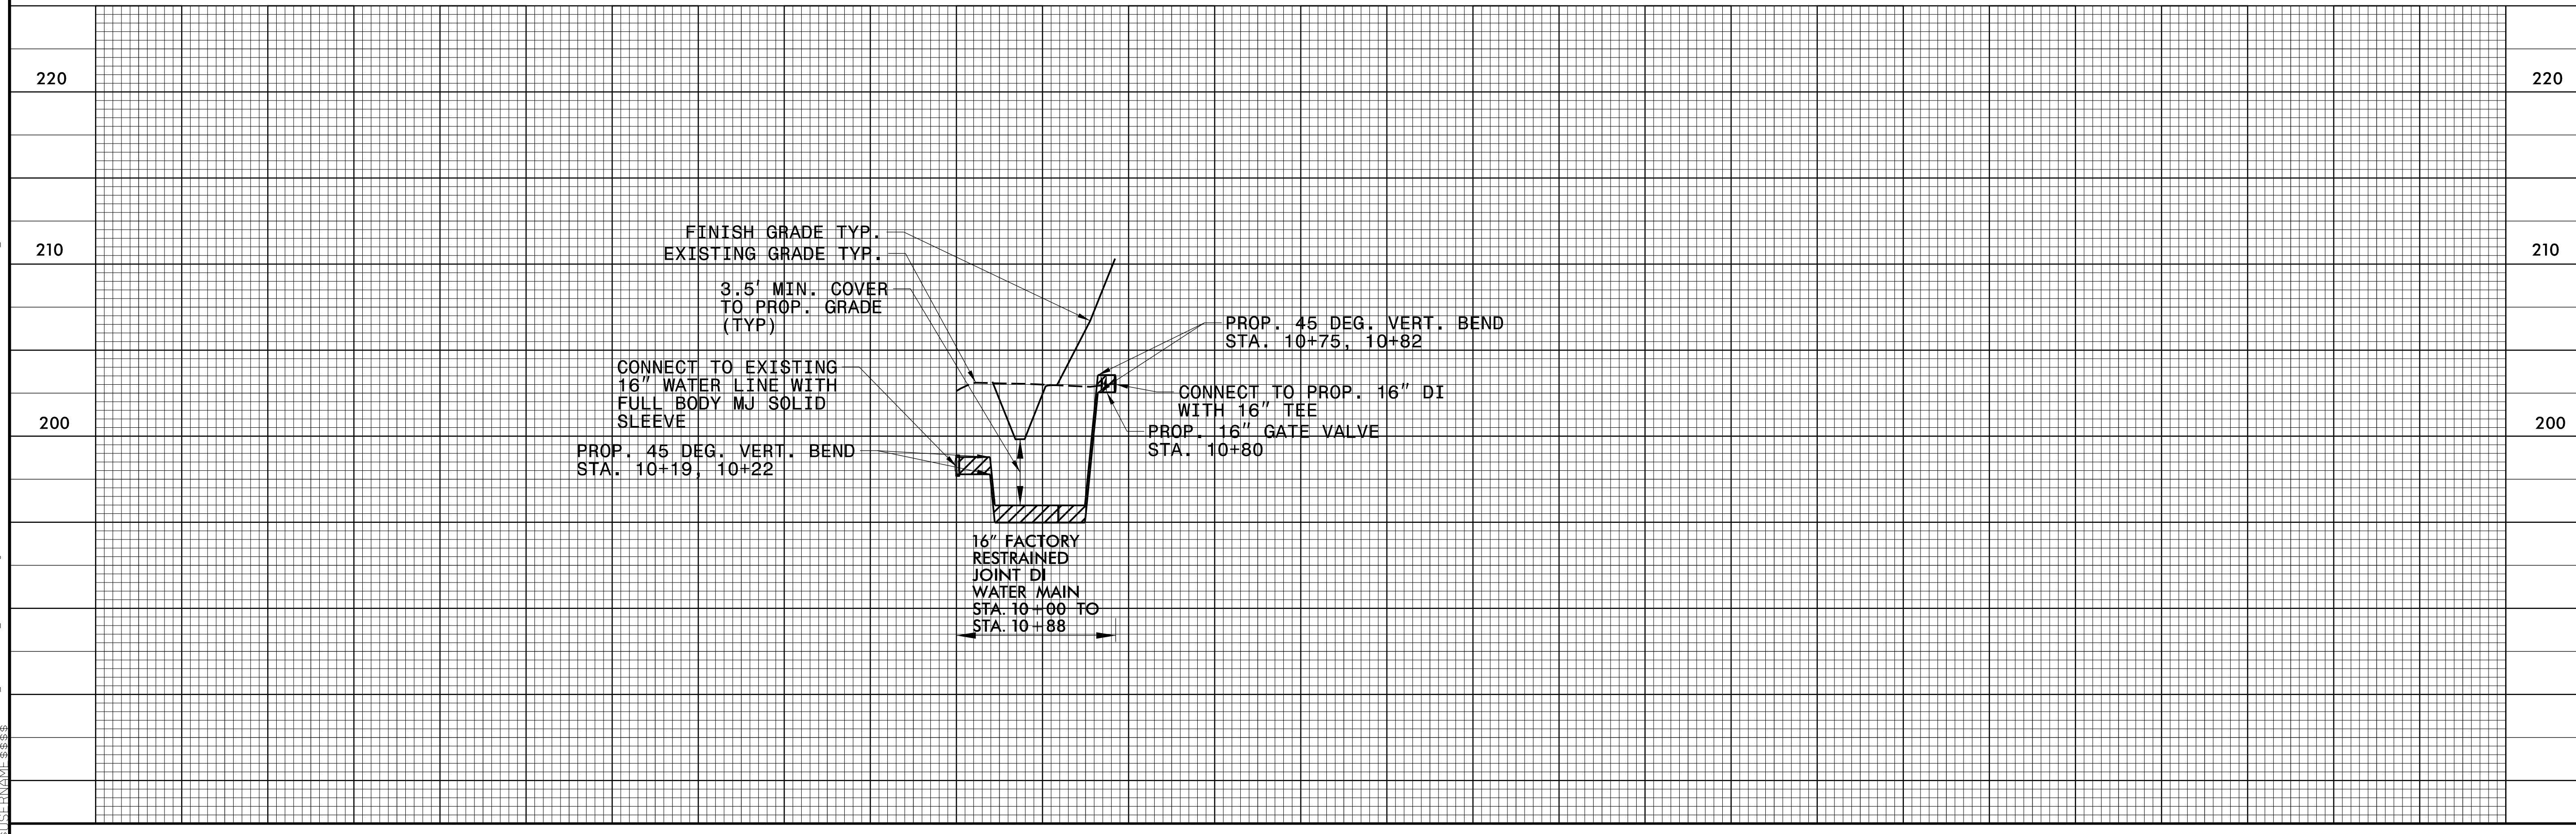 220
220
FINISH GRADE TYP.
EXISTING GRADE TYP.
210
210
3.5' MIN. COVER
TO PROP. GRADE
(TYP)
PROP. 45 DEG. VERT. BEND
STA. 10+75, 10+82
CONNECT TO EXISTING
16" WATER LINE WITH
FULL BODY MJ SOLID
SLEEVE
CONNECT TO PROP. 16" DI
WITH 16" TEE
200
200
PROP. 16" GATE VALVE
STA. 10+80
PROP. 45 DEG. VERT. BEND
STA. 10+19, 10+22
16" FACTORY
RESTRAINED
JOINT DI
WATER MAIN
STA. 10+00 TO
STA. 10+88